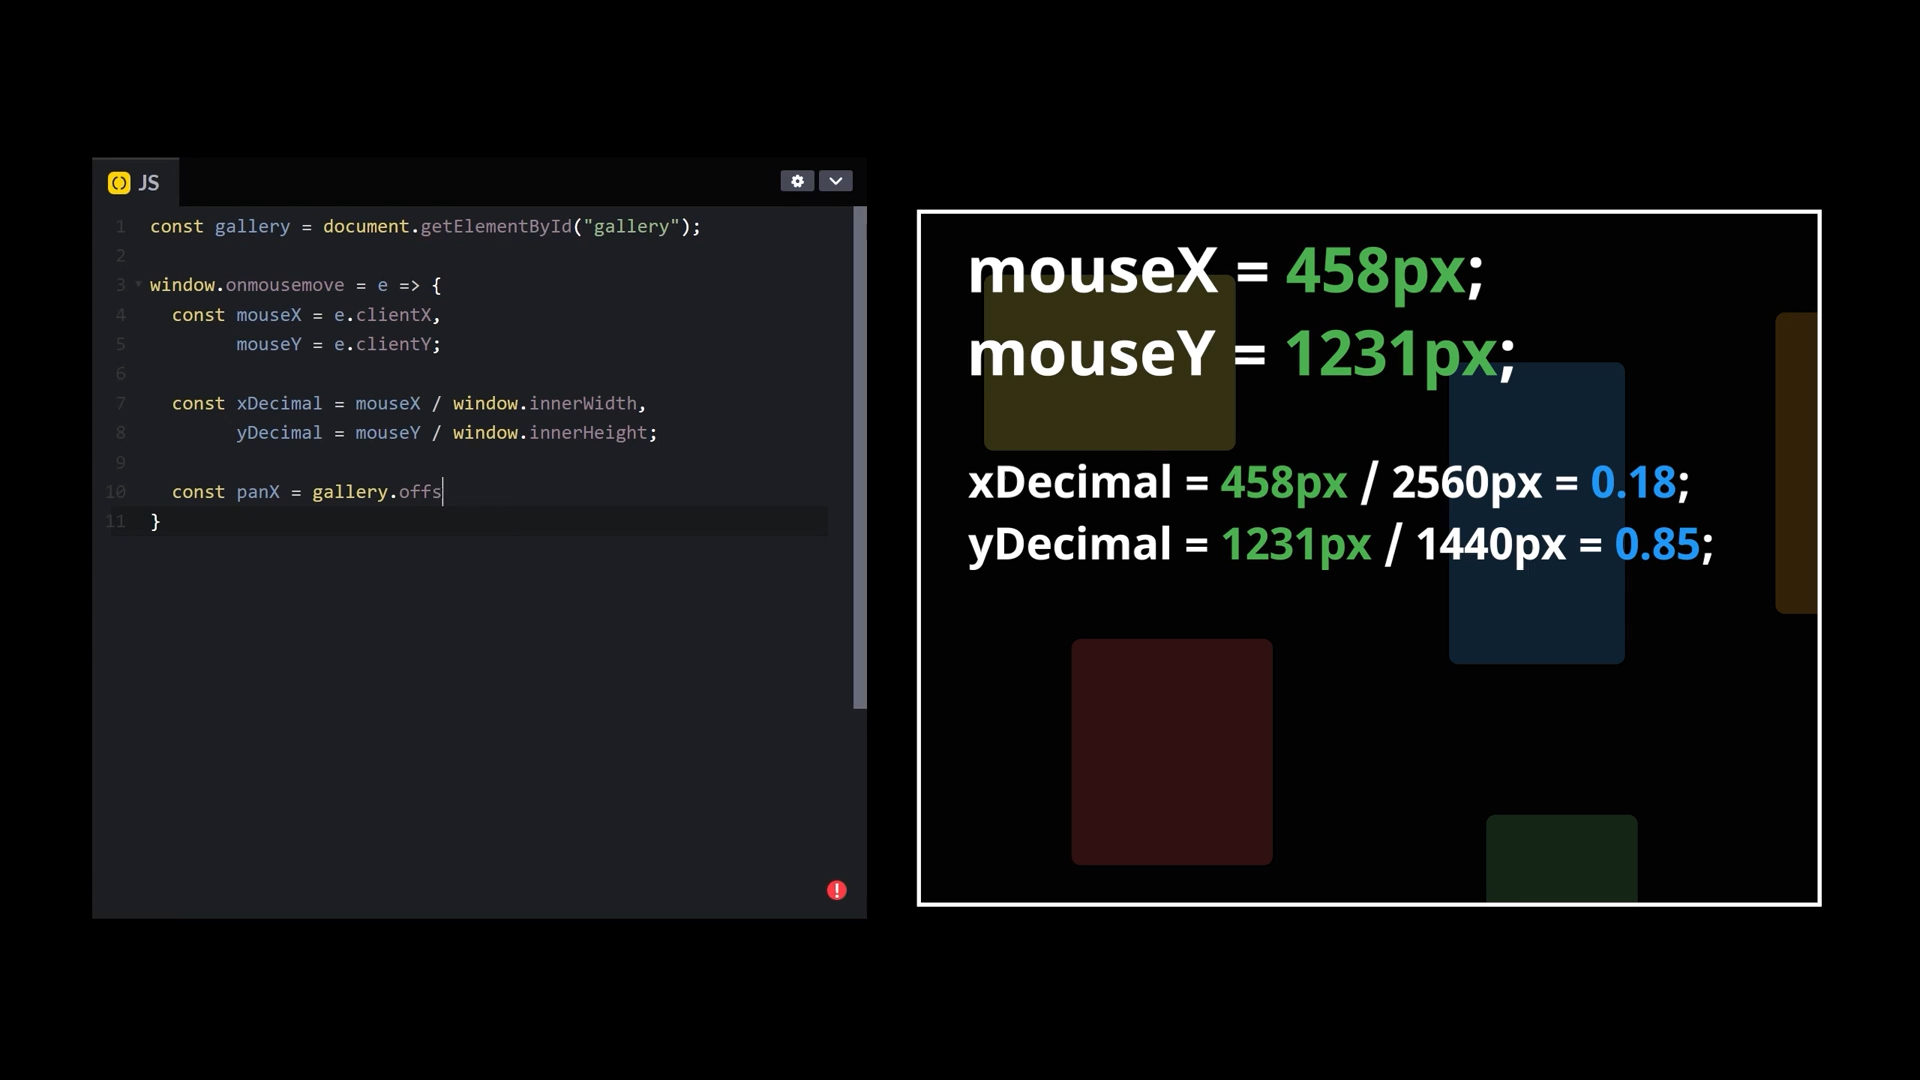 JS
1 const gallery = document.getElementById("gallery");
2
3 window.onmousemove = e => {
4 const mouseX = e.clientX,
5 mouseY = e.clientY;
6
7 const xDecimal = mouseX / window.innerWidth,
8 yDecimal = mouseY / window.innerHeight;
9
10 const panX = gallery.offs
11 }
mouseX = 458px;
mouseY = 1231px;
xDecimal = 458px / 2560px = 0.18;
yDecimal = 1231px / 1440px = 0.85;